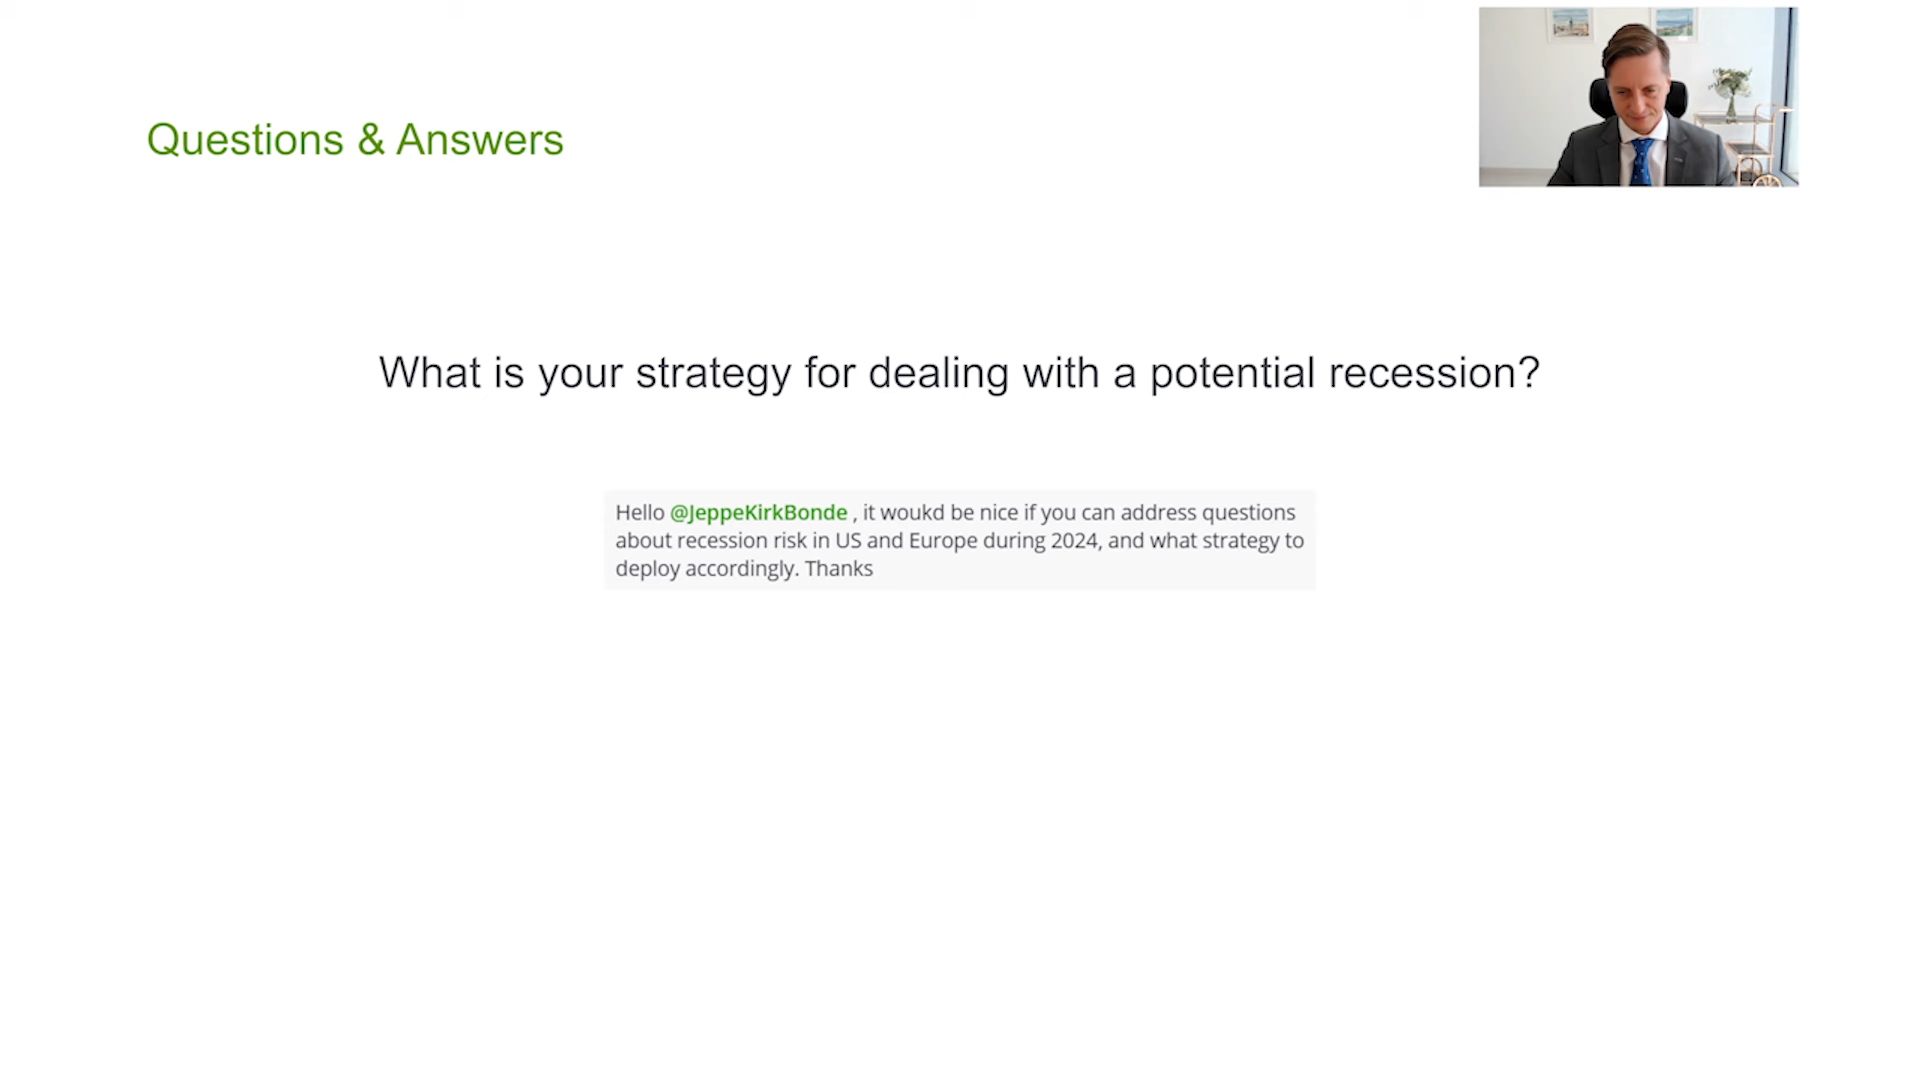 Questions & Answers
What is your strategy for dealing with a potential recession?
Hello @JeppeKirkBonde , it woukd be nice if you can address questions
about recession risk in US and Europe during 2024, and what strategy to
deploy accordingly. Thanks